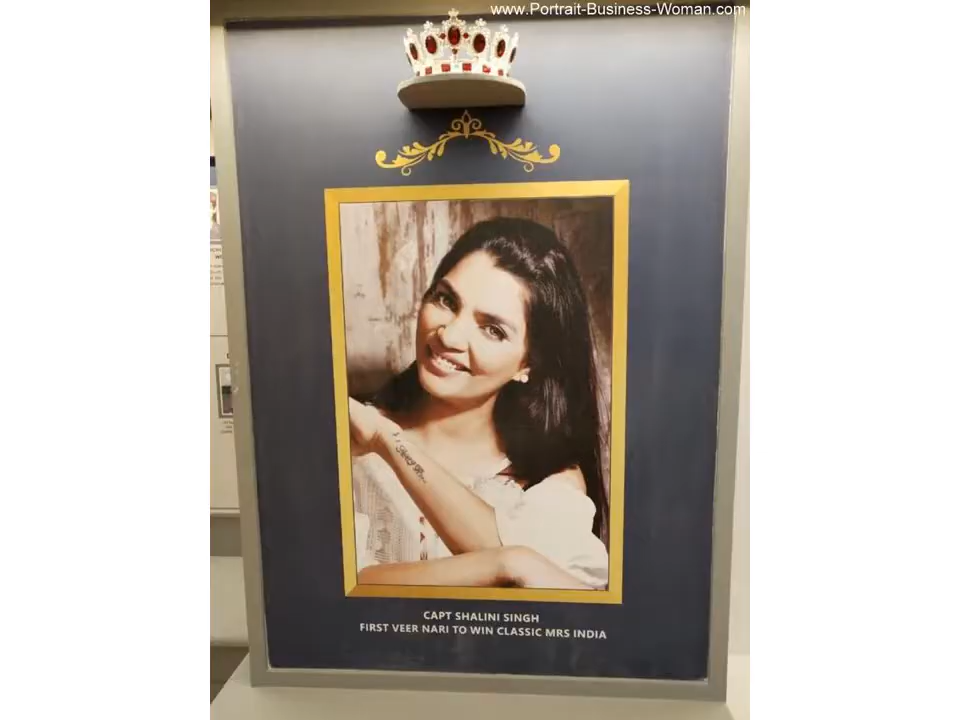 www.Portrait-Business-Woman.com
CAPT SHALINI SINGH
FIRST VEER NARI TO WIN CLASSIC MRS INDIA